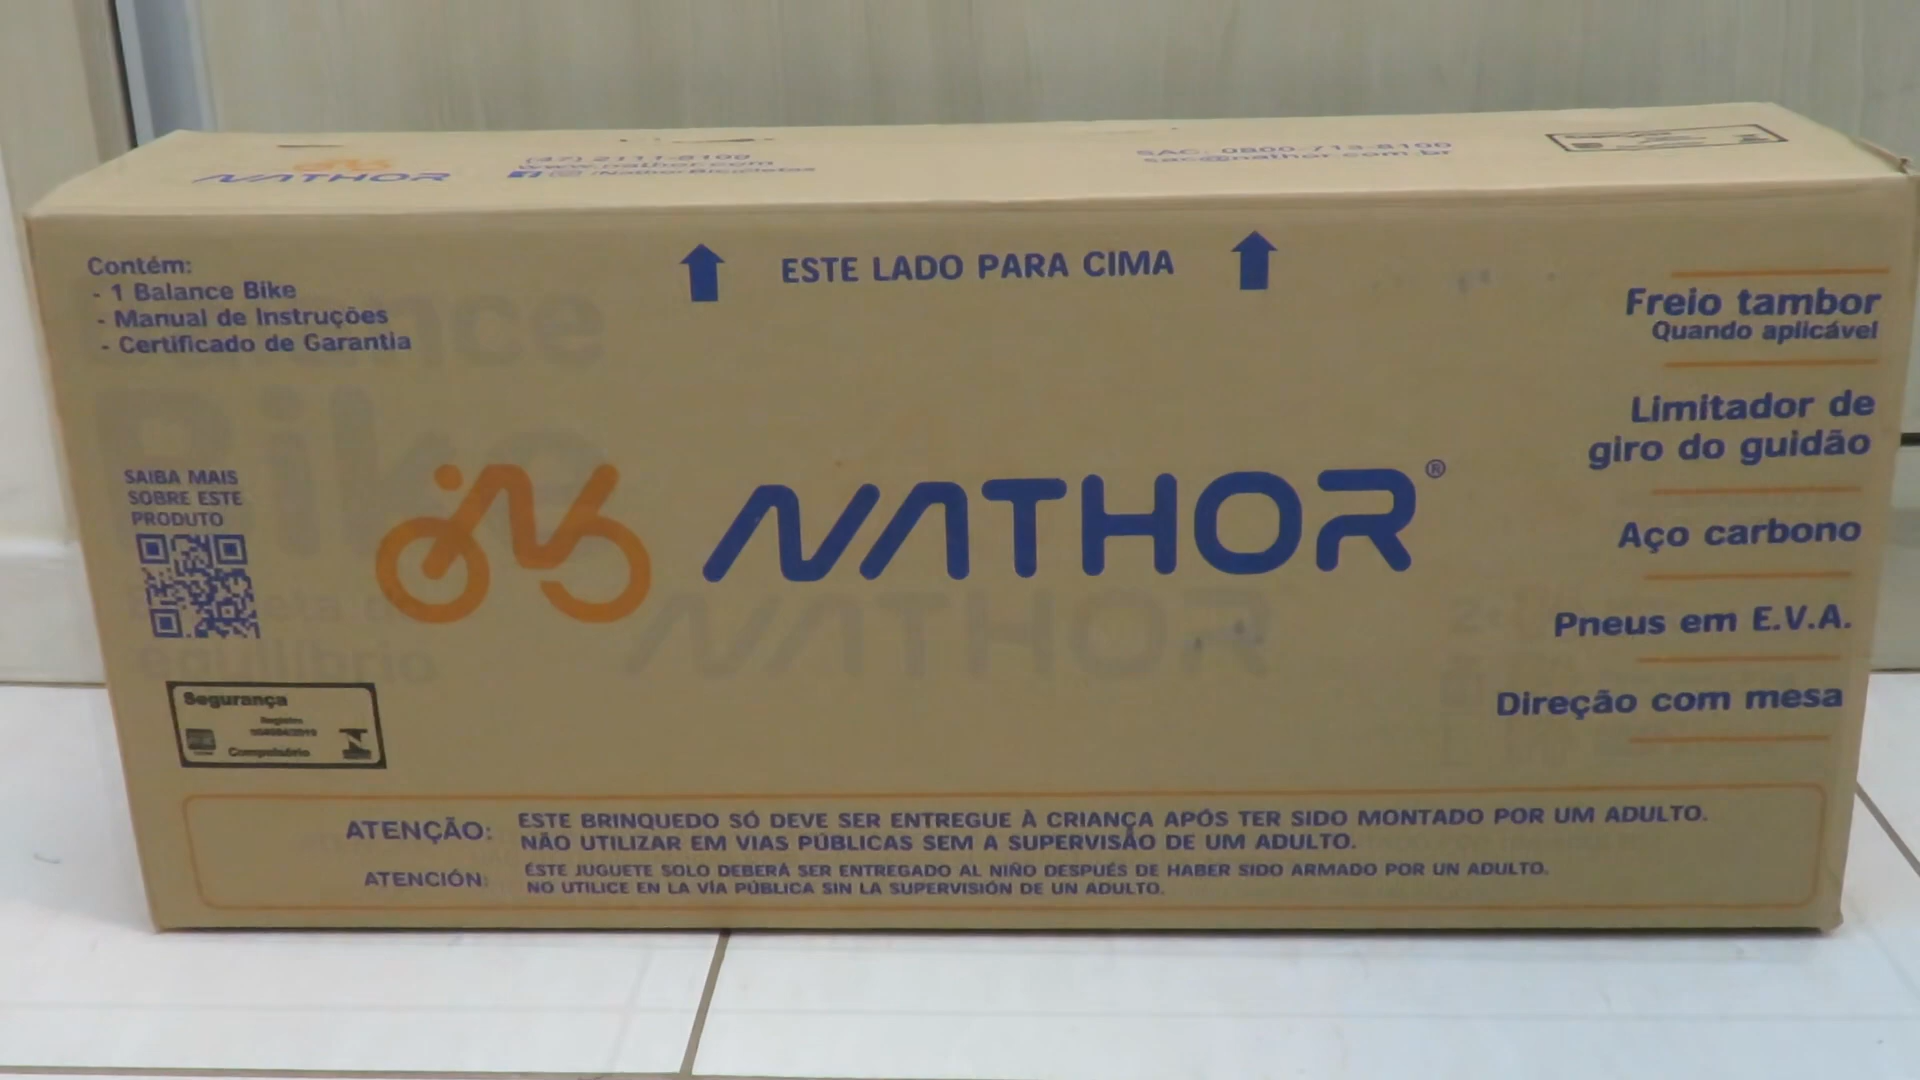 NATHOR
(47) 2111-8100
www.nathor.com
/NathorBicicletas
SAC: 0800-713-8100
sac@nathor.com.br
Contém:
- 1 Balance Bike
- Manual de Instruções
- Certificado de Garantia
ESTE LADO PARA CIMA
Freio tambor
Quando aplicável
Limitador de
giro do guidão
Aço carbono
Pneus em E.V.A.
Direção com mesa
SAIBA MAIS
SOBRE ESTE
PRODUTO
NATHOR®
Balance
Bike
equilíbrio
NATHOR
Segurança
Registro
Compulsório
ATENÇÃO: ESTE BRINQUEDO SÓ DEVE SER ENTREGUE À CRIANÇA APÓS TER SIDO MONTADO POR UM ADULTO.
NÃO UTILIZAR EM VIAS PÚBLICAS SEM A SUPERVISÃO DE UM ADULTO.
ATENCIÓN: ÉSTE JUGUETE SOLO DEBERÁ SER ENTREGADO AL NIÑO DESPUÉS DE HABER SIDO ARMADO POR UN ADULTO.
NO UTILICE EN LA VÍA PÚBLICA SIN LA SUPERVISIÓN DE UN ADULTO.